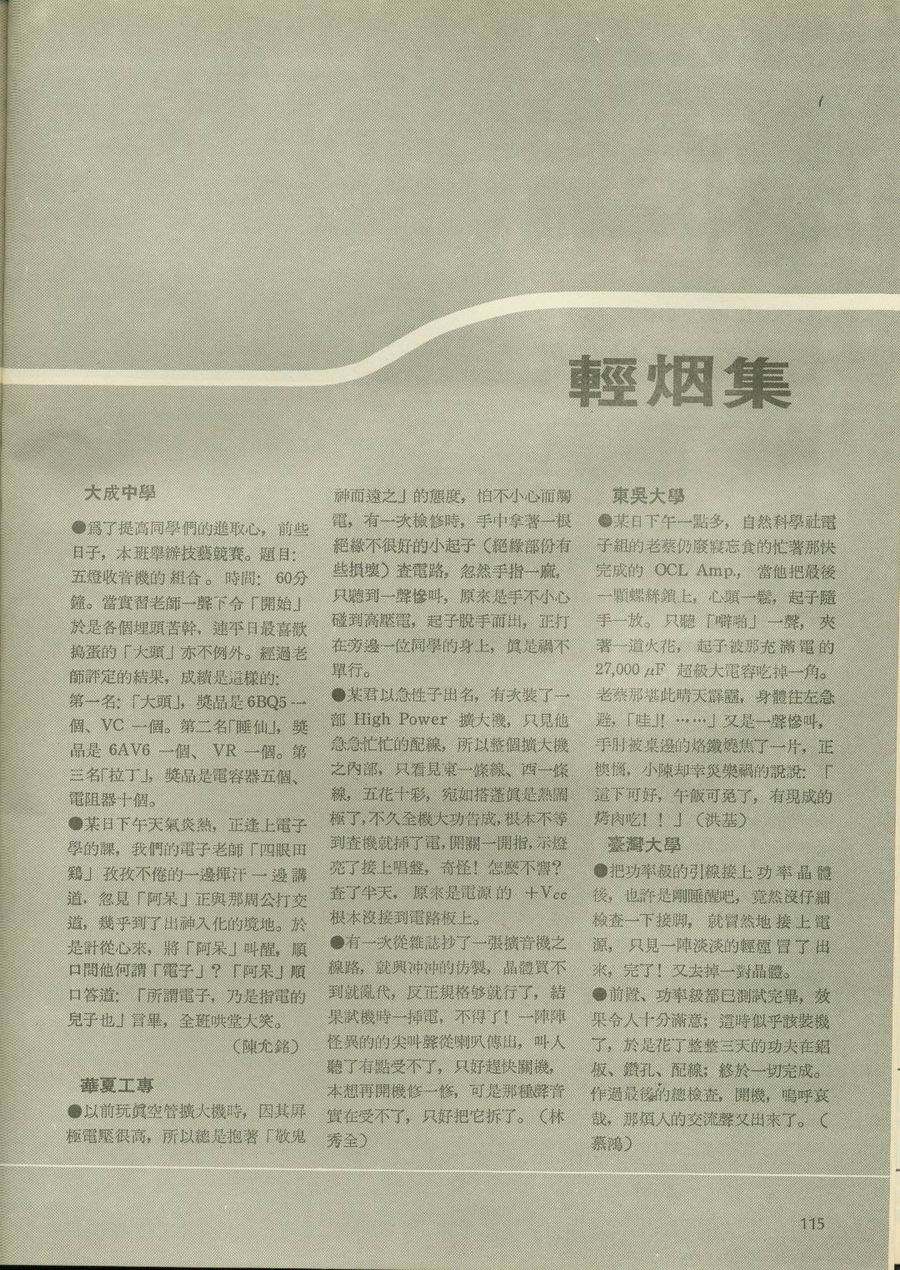 輕烟集
大成中學
●爲了提高同學們的進取心，前些
日子，本班舉辦技藝競賽。題目：
五燈收音機的組合。時間：60分
鐘。當實習老師一聲下令「開始」
於是各個埋頭苦幹，連平日最喜歡
搗蛋的「大頭」亦不例外。經過老
師評定的結果，成績是這樣的：
第一名：「大頭」，獎品是6BQ5一
個、VC 一個。第二名「睡仙」，獎
品是 6AV6 一個、 VR 一個。第
三名「拉丁」，獎品是電容器五個、
電阻器十個。
●某日下午天氣炎熱，正逢上電子
學的課，我們的電子老師「四眼田
鷄」孜孜不倦的一邊揮汗一邊講
道，忽見「阿呆」正與那周公打交
道，幾乎到了出神入化的境地。於
是計從心來，將「阿呆」叫醒，順
口問他何謂「電子」？「阿呆」順
口答道：「所謂電子，乃是指電的
兒子也」言畢，全班哄堂大笑。
（陳允銘）
華夏工專
●以前玩眞空管擴大機時，因其屛
極電壓很高，所以總是抱著「敬鬼
神而遠之」的態度，怕不小心而觸
電，有一次檢修時，手中拿著一根
絕緣不很好的小起子（絕緣部份有
些損壞）査電路，忽然手指一麻，
只聽到一聲慘叫，原來是手不小心
碰到高壓電，起子脫手而出，正打
在旁邊一位同學的身上，眞是禍不
單行。
●某君以急性子出名，有次裝了一
部 High Power 擴大機，只見他
急急忙忙的配線，所以整個擴大機
之內部，只看見東一條線、西一條
線，五花十彩，宛如搭蓬眞是熱鬧
極了，不久全機大功告成，根本不等
到査機就揷了電，開關一開指，示燈
亮了接上唱盤，奇怪！怎麽不響？
査了半天，原來是電源的 +Vcc
根本沒接到電路板上。
●有一次從雜誌抄了一張擴音機之
線路，就興冲冲的仿製，晶體買不
到就亂代，反正規格够就行了，結
果試機時一揷電，不得了！一陣陣
怪異的的尖叫聲從喇叭傳出，叫人
聽了有點受不了，只好趕快關機，
本想再開機修一修，可是那種聲音
實在受不了，只好把它拆了。（林
秀全）
東吳大學
●某日下午一點多，自然科學社電
子組的老蔡仍廢寢忘食的忙著那快
完成的 OCL Amp.，當他把最後
一顆螺絲鎖上，心頭一鬆，起子隨
手一放。只聽「噼啪」一聲，夾
著一道火花，起子被那充滿電的
27,000 μF 超級大電容吃掉一角。
老蔡那堪此晴天霹靂，身體往左急
避，「哇」！……」又是一聲慘叫，
手肘被桌邊的烙鐵燒焦了一片，正
懊惱，小陳却幸災樂禍的說說：「
這下可好，午飯可免了，有現成的
烤肉吃！！」（洪基）
臺灣大學
●把功率級的引線接上功率晶體
後，也許是剛睡醒吧，竟然沒仔細
檢查一下接脚，就冒然地接上電
源，只見一陣淡淡的輕煙冒了出
來，完了！又去掉一對晶體。
●前置、功率級都已測試完畢，效
果令人十分滿意；這時似乎該裝機
了，於是花了整整三天的功夫在鋁
板、鑽孔、配線；終於一切完成。
作過最後的總檢查，開機，嗚呼哀
哉，那煩人的交流聲又出來了。（
慕鴻）
115